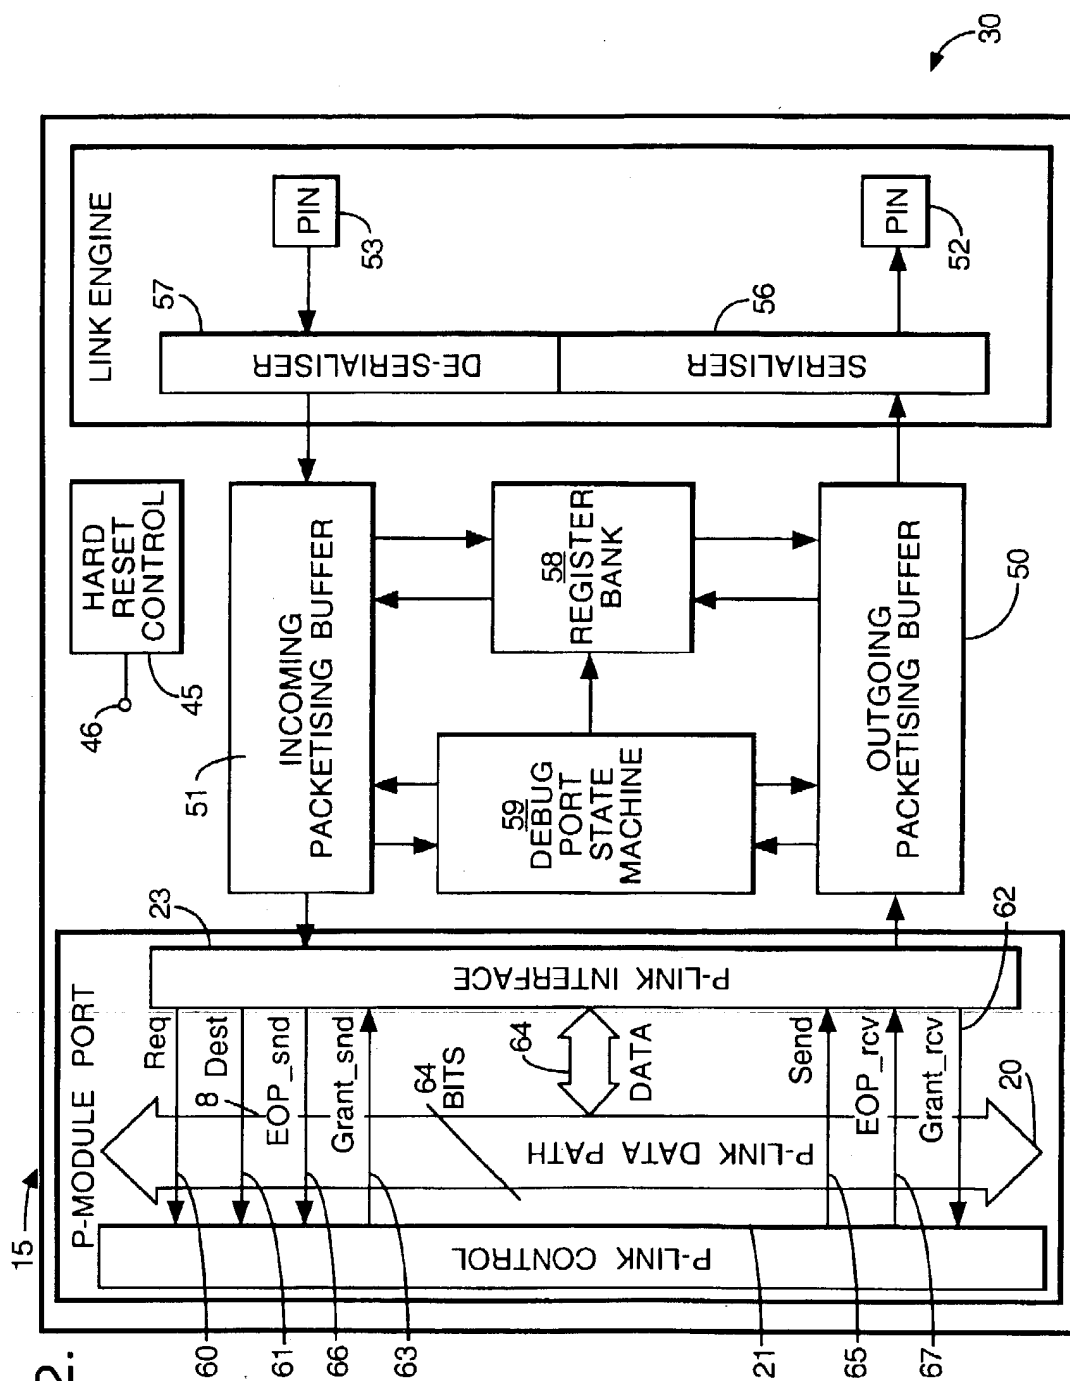 2.
15
P-MODULE PORT
60
61
66
63
21
65
67
P-LINK CONTROL
Req
8 Dest
EOP_snd
Grant_snd
64
BITS
P-LINK DATA PATH
64
DATA
Send
EOP_rcv
Grant_rcv
20
23
P-LINK INTERFACE
62
46
45
HARD
RESET
CONTROL
51
INCOMING
PACKETISING BUFFER
59
DEBUG
PORT
STATE
MACHINE
58
REGISTER
BANK
OUTGOING
PACKETISING BUFFER
50
LINK ENGINE
57
DE-SERIALISER
SERIALISER
56
PIN
53
PIN
52
30